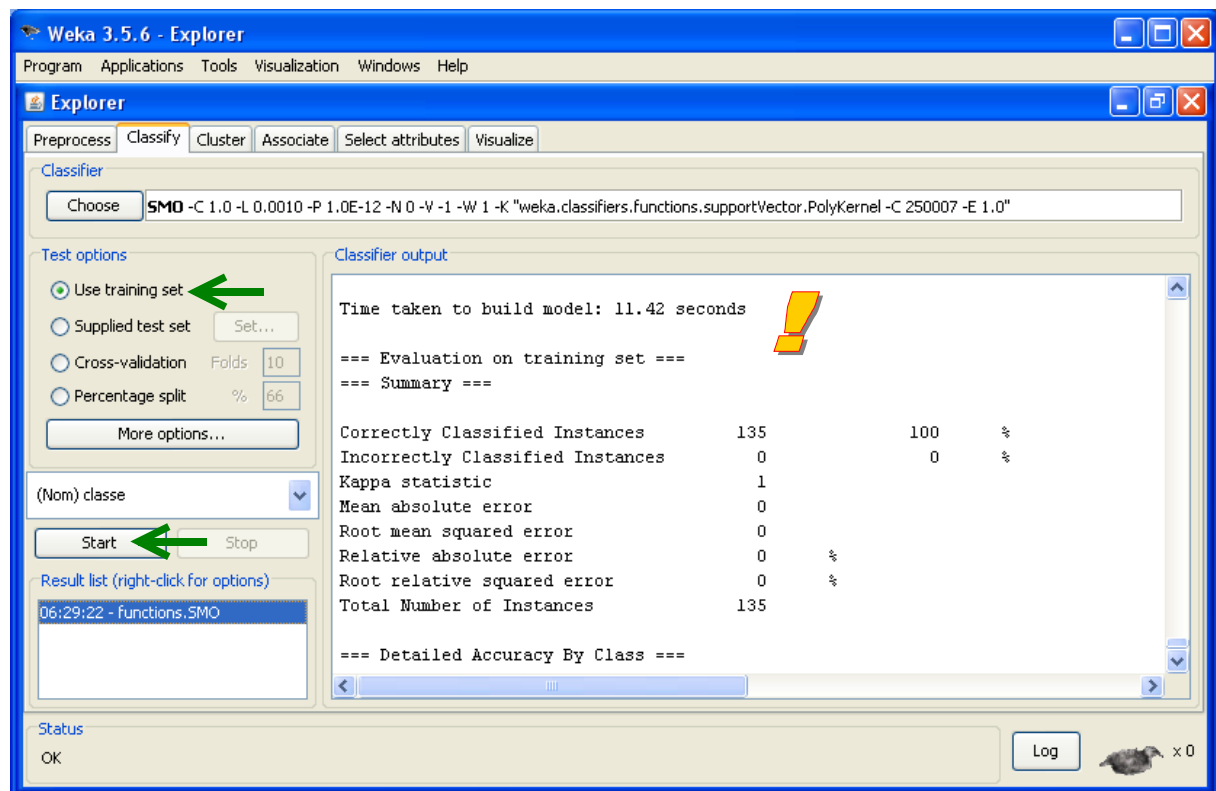 Weka 3.5.6 - Explorer
Program Applications Tools Visualization Windows Help
Explorer
Preprocess Classify Cluster Associate Select attributes Visualize
Classifier
Choose SMO -C 1.0 -L 0.0010 -P 1.0E-12 -N 0 -V -1 -W 1 -K "weka.classifiers.functions.supportVector.PolyKernel -C 250007 -E 1.0"
Test options
Use training set
Supplied test set Set...
Cross-validation Folds 10
Percentage split % 66
More options...
(Nom) classe
Start Stop
Result list (right-click for options)
06:29:22 - functions.SMO
Classifier output
Time taken to build model: 11.42 seconds
=== Evaluation on training set ===
=== Summary ===
Correctly Classified Instances 135 100 %
Incorrectly Classified Instances 0 0 %
Kappa statistic 1
Mean absolute error 0
Root mean squared error 0
Relative absolute error 0 %
Root relative squared error 0 %
Total Number of Instances 135
=== Detailed Accuracy By Class ===
Status
OK
Log x 0